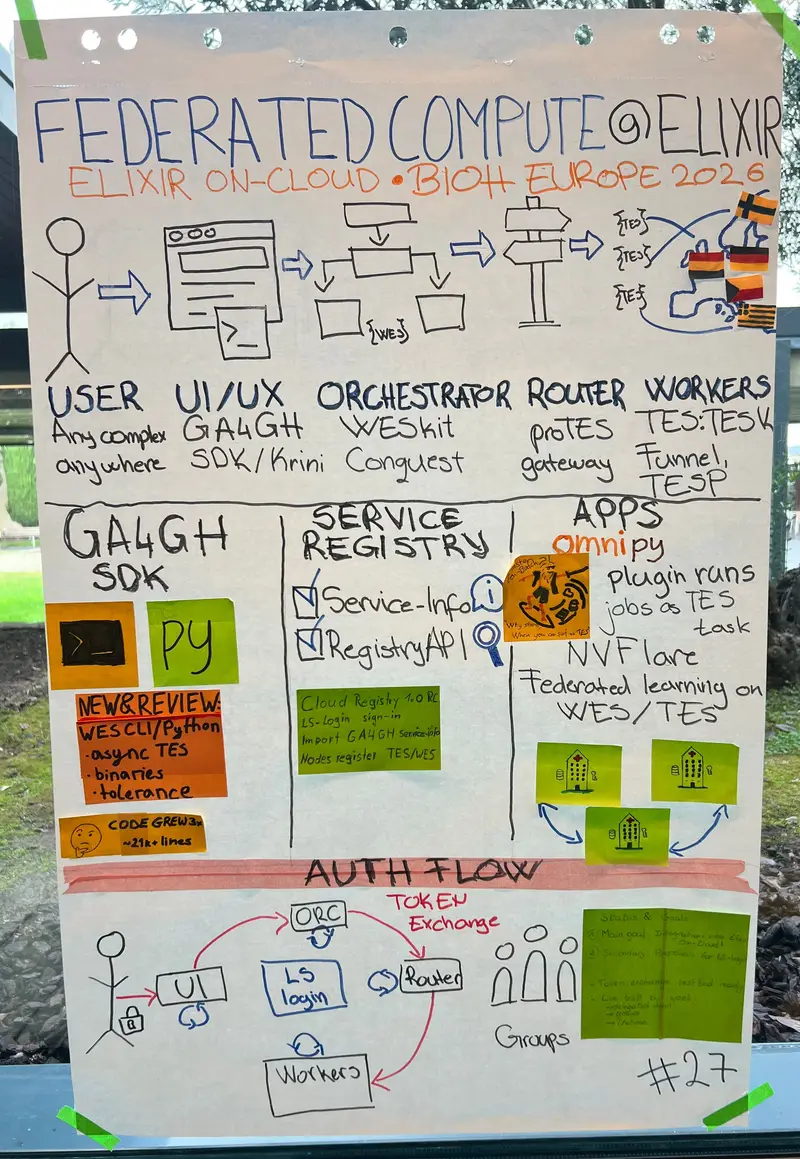 FEDERATED COMPUTE@ELIXIR
ELIXIR ON-CLOUD • BIOH EUROPE 2026
{TES}
{TES}
{TES}
>_
{WES}
USER
Any complex
anywhere
UI/UX
GA4GH
SDK/Krini
ORCHESTRATOR
WESkit
Conquest
ROUTER
proTES
gateway
WORKERS
TES:TESK
Funnel,
TESP
GA4GH
SDK
>_
py
NEW&REVIEW:
WES CLI/Python
·async TES
·binaries
·tolerance
CODE GREW 3x
~21k+ lines
SERVICE
REGISTRY
Service-Info
i
RegistryAPI
Cloud Registry 1.0 RC
LS-Login sign-in
Import GA4GH Service-info
Nodes register TES/WES
APPS
omnipy
plugin runs
jobs as TES
task
NVFlare
Federated learning on
WES/TES
AUTH FLOW
TOKEN
Exchange
ORC
UI
LS
login
Router
Workers
Groups
Status & Goals
#27